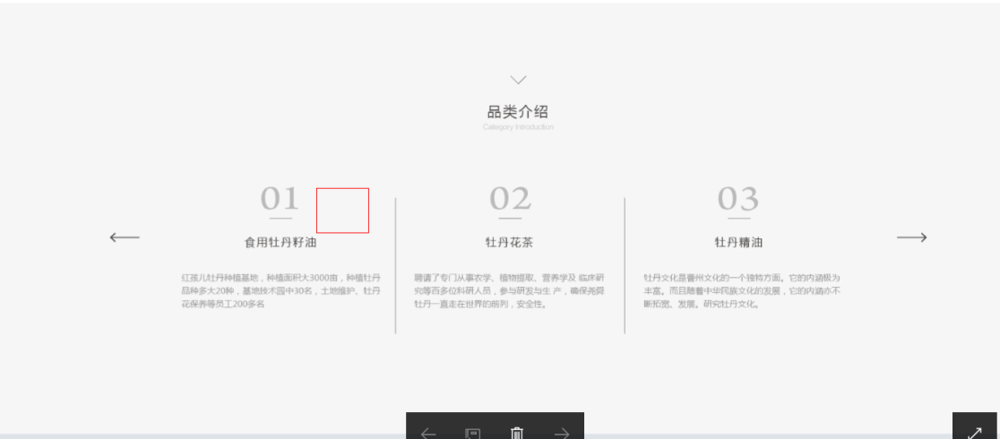 品类介绍
Category Introduction
01
食用牡丹籽油
红孩儿牡丹种植基地，种植面积大3000亩，种植牡丹
品种多大20种，基地技术园中30名，土地维护、牡丹
花保养等员工200多名
02
牡丹花茶
聘请了专门从事农学、植物提取、营养学及 临床研
究等百多位科研人员，参与研发与生 产，确保尧舜
牡丹一直走在世界的前列，安全性。
03
牡丹精油
牡丹文化是曹州文化的一个独特方面。它的内涵极为
丰富。而且随着中华民族文化的发展，它的内涵亦不
断拓宽、发展。研究牡丹文化。